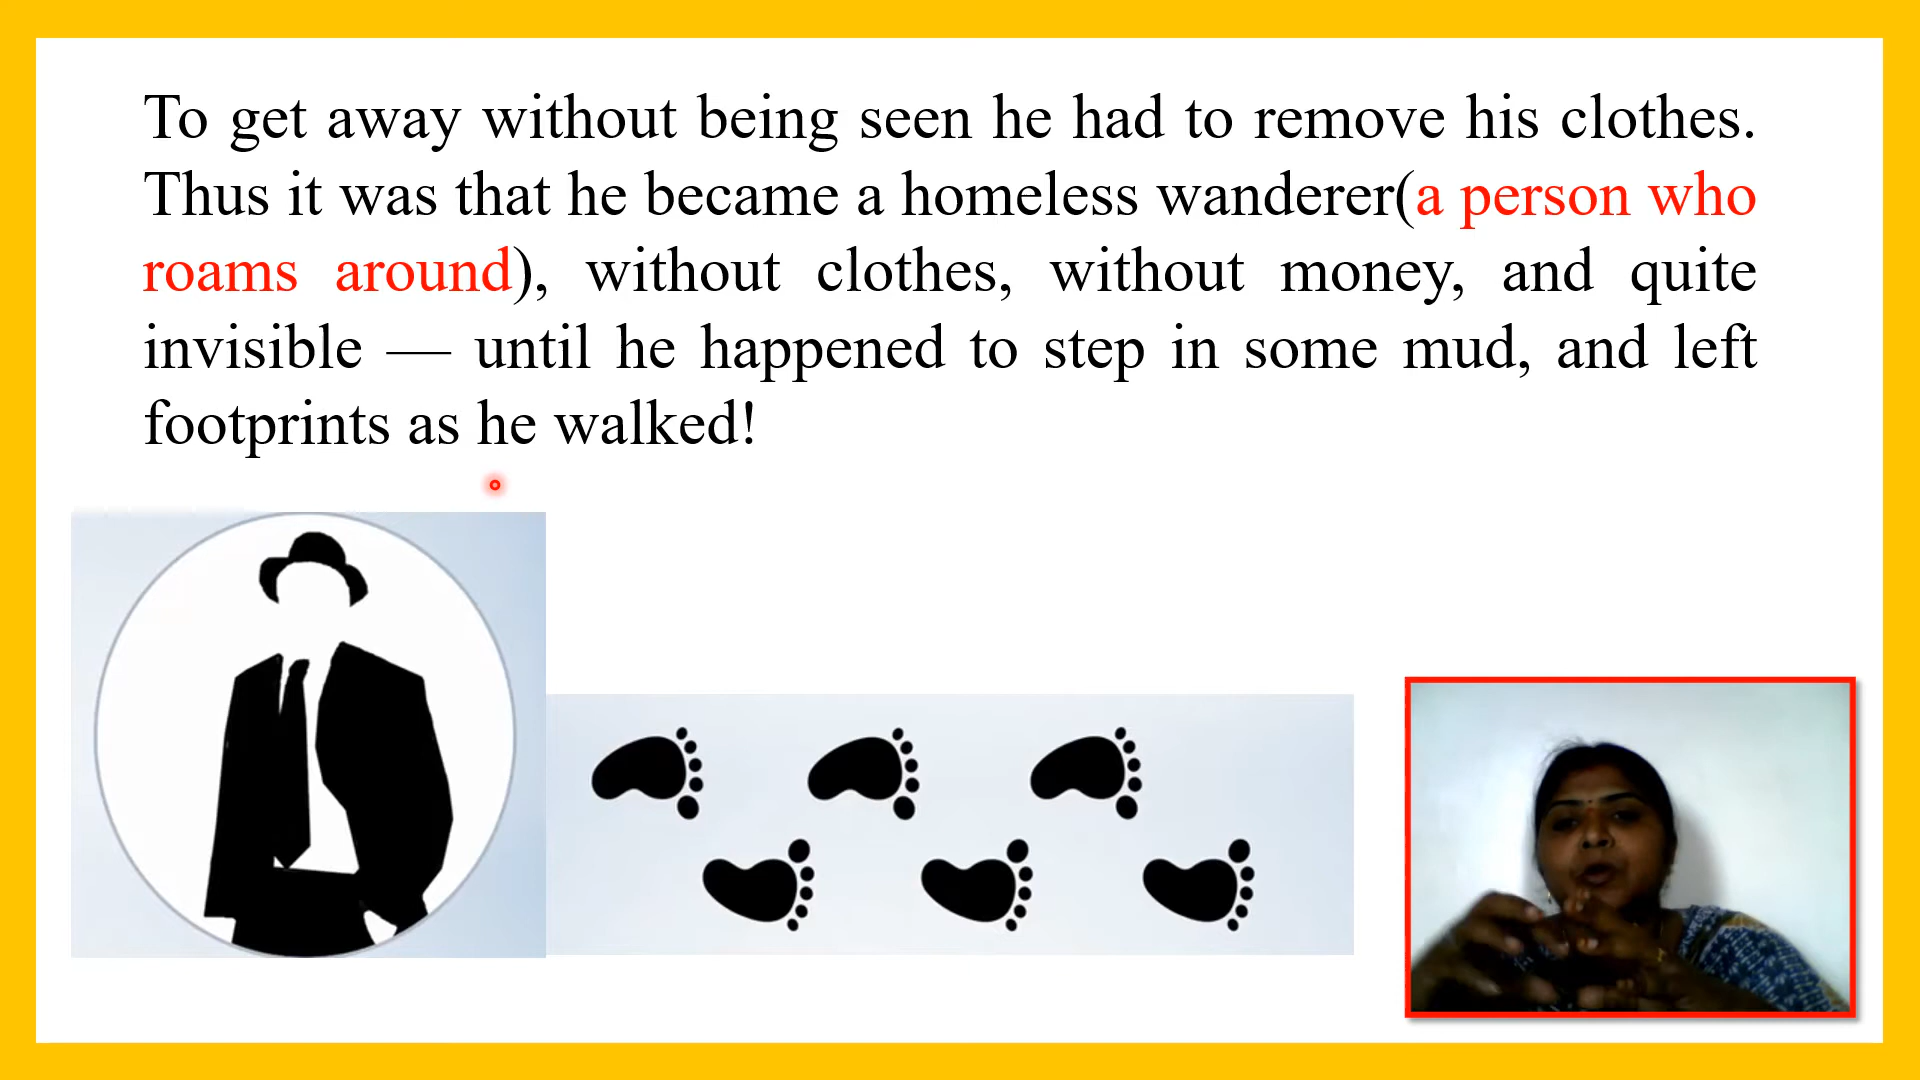 To get away without being seen he had to remove his clothes.
Thus it was that he became a homeless wanderer(a person who
roams around), without clothes, without money, and quite
invisible — until he happened to step in some mud, and left
footprints as he walked!